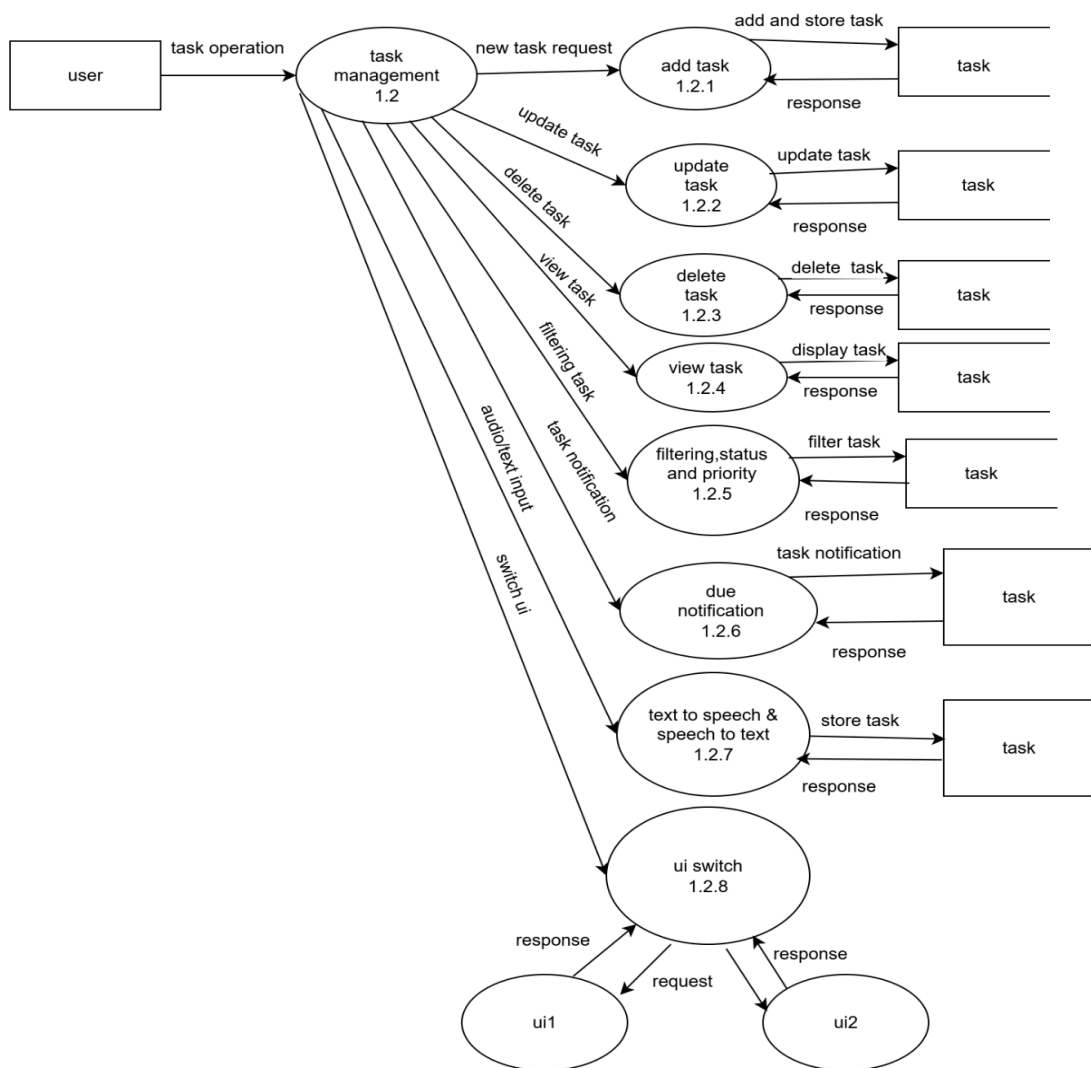 user
task operation
task
management
1.2
new task request
add task
1.2.1
add and store task
response
task
update task
update
task
1.2.2
update task
response
task
delete task
delete
task
1.2.3
delete  task
response
task
view task
view task
1.2.4
display task
response
task
filtering task
filtering,status
and priority
1.2.5
filter task
response
task
task notification
due
notification
1.2.6
task notification
response
task
audio/text input
text to speech &
speech to text
1.2.7
store task
response
task
switch ui
ui switch
1.2.8
response
request
response
ui1
ui2